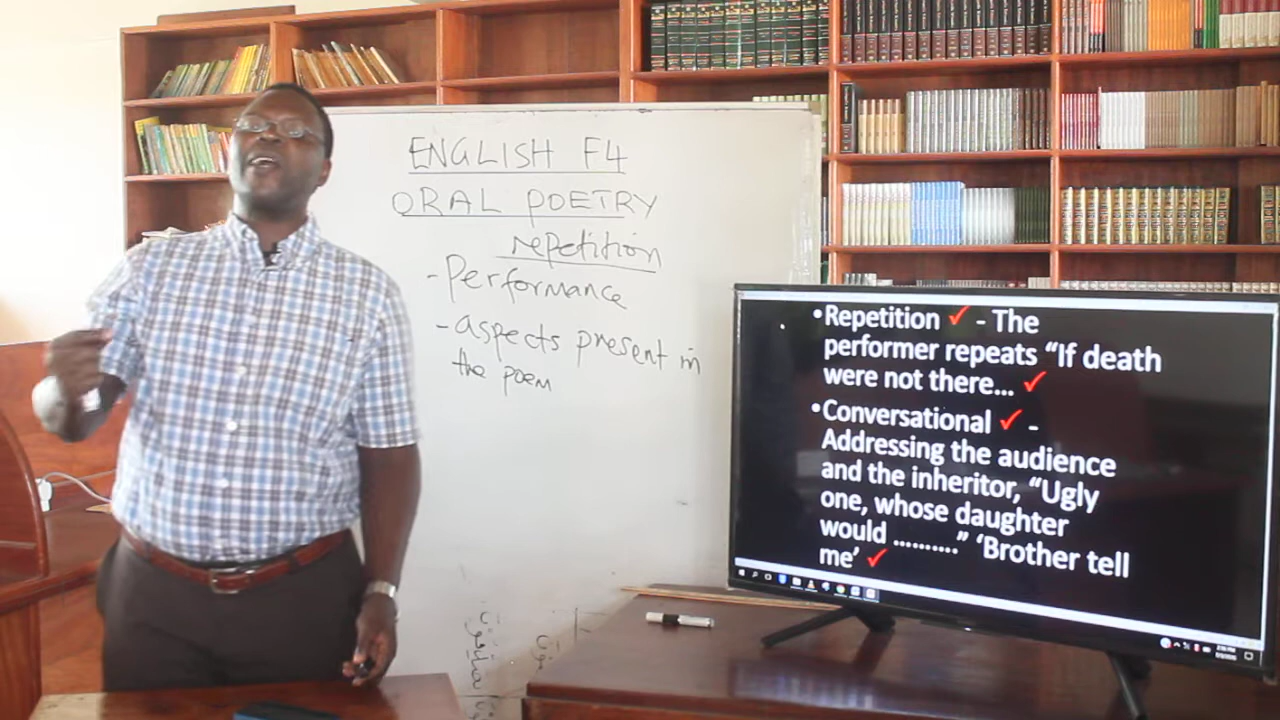 ENGLISH F4
ORAL POETRY
repetition
- Performance
- aspects present in
the poem
•Repetition ✓ - The
performer repeats “If death
were not there... ✓
•Conversational ✓ -
Addressing the audience
and the inheritor, “Ugly
one, whose daughter
would ..........” ‘Brother tell
me’ ✓